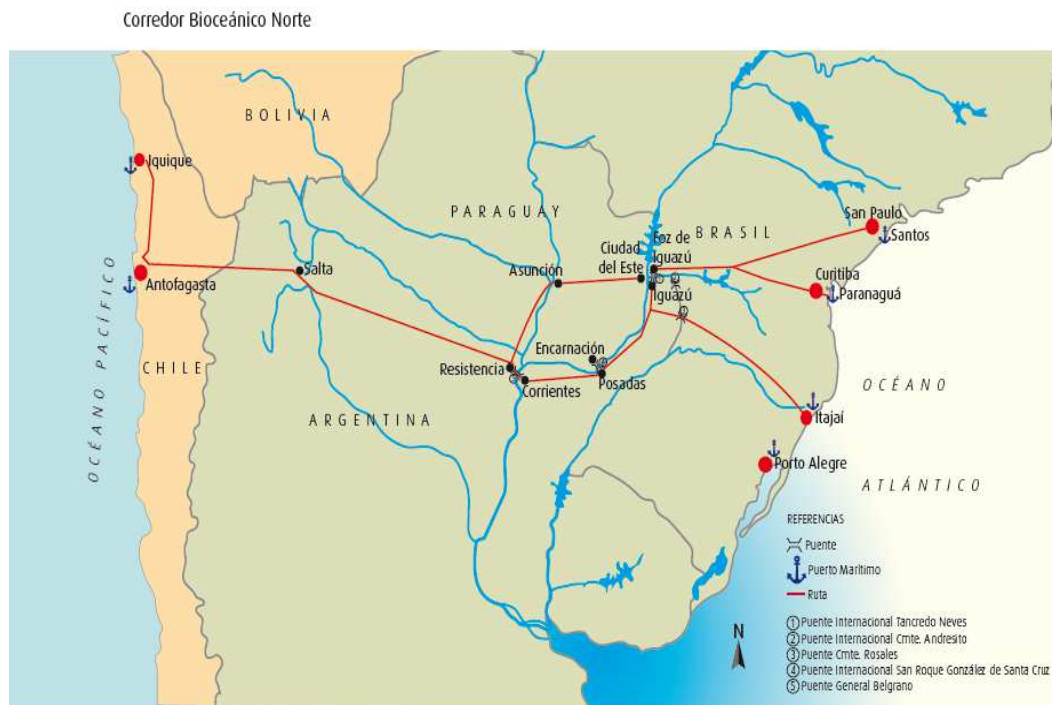 Corredor Bioceánico Norte
BOLIVIA
Iquique
PARAGUAY
San Paulo
Santos
BRASIL
Foz de
Iguazú
Ciudad
del Este
Iguazú
Asunción
Salta
Antofagasta
Curitiba
Paranaguá
OCÉANO PACÍFICO
CHILE
Encarnación
Resistencia
Corrientes
Posadas
ARGENTINA
OCÉANO
ATLÁNTICO
Itajaí
Porto Alegre
REFERENCIAS
Puente
Puerto Marítimo
Ruta
1 Puente Internacional Tancredo Neves
2 Puente Internacional Cmte. Andresito
3 Puente Cmte. Rosales
4 Puente Internacional San Roque González de Santa Cruz
5 Puente General Belgrano
N